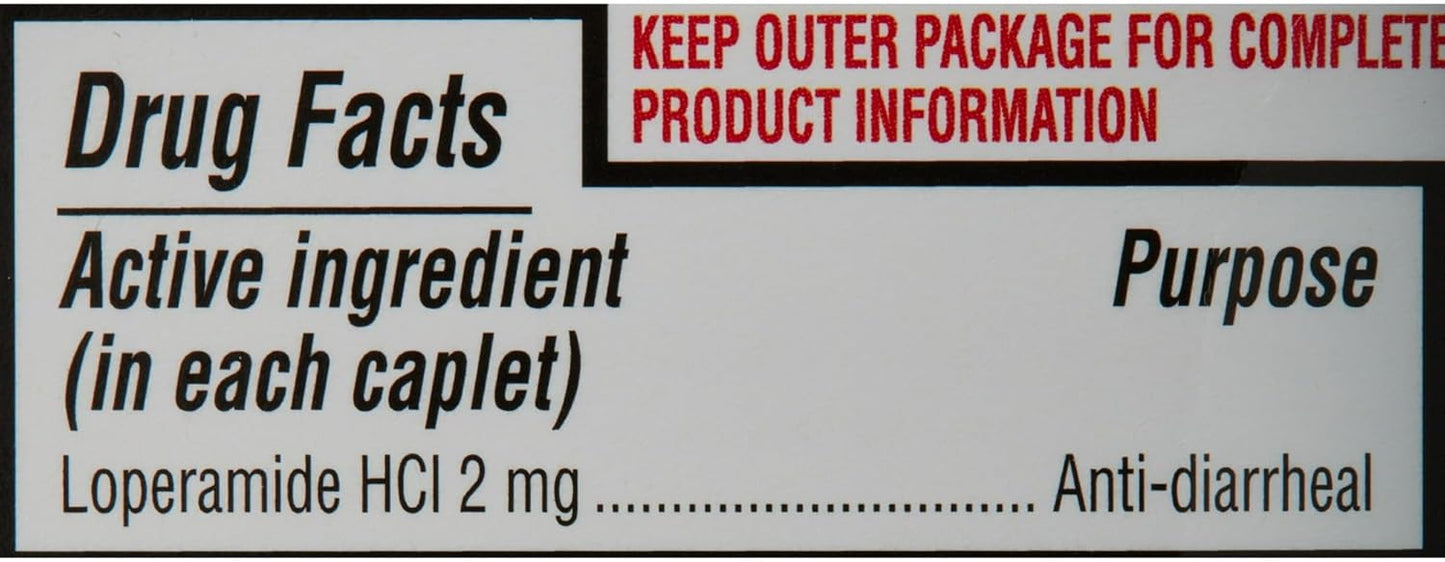 KEEP OUTER PACKAGE FOR COMPLETE
PRODUCT INFORMATION
Drug Facts
Active ingredient
(in each caplet)
Purpose
Loperamide HCl 2 mg .............................. Anti-diarrheal